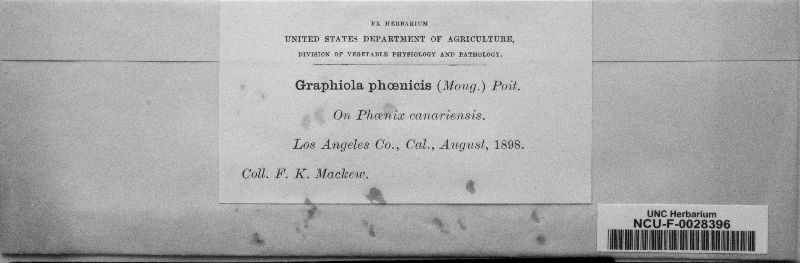 EX HERBARIUM
UNITED STATES DEPARTMENT OF AGRICULTURE,
DIVISION OF VEGETABLE PHYSIOLOGY AND PATHOLOGY.
Graphiola phœnicis (Moug.) Poit.
On Phœnix canariensis.
Los Angeles Co., Cal., August, 1898.
Coll. F. K. Mackew.
UNC Herbarium
NCU-F-0028396